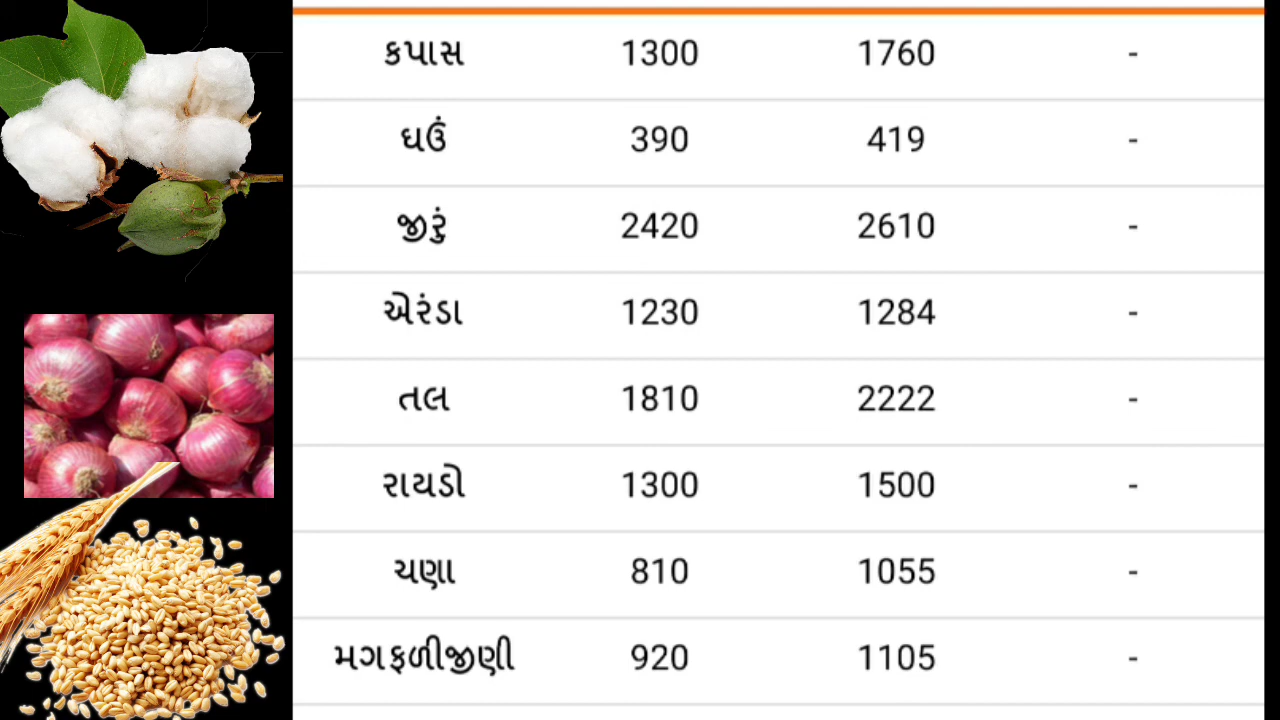 કપાસ 1300 1760 -
ઘઉં 390 419 -
જીરું 2420 2610 -
એરંડા 1230 1284 -
તલ 1810 2222 -
રાયડો 1300 1500 -
ચણા 810 1055 -
મગફળીજીણી 920 1105 -